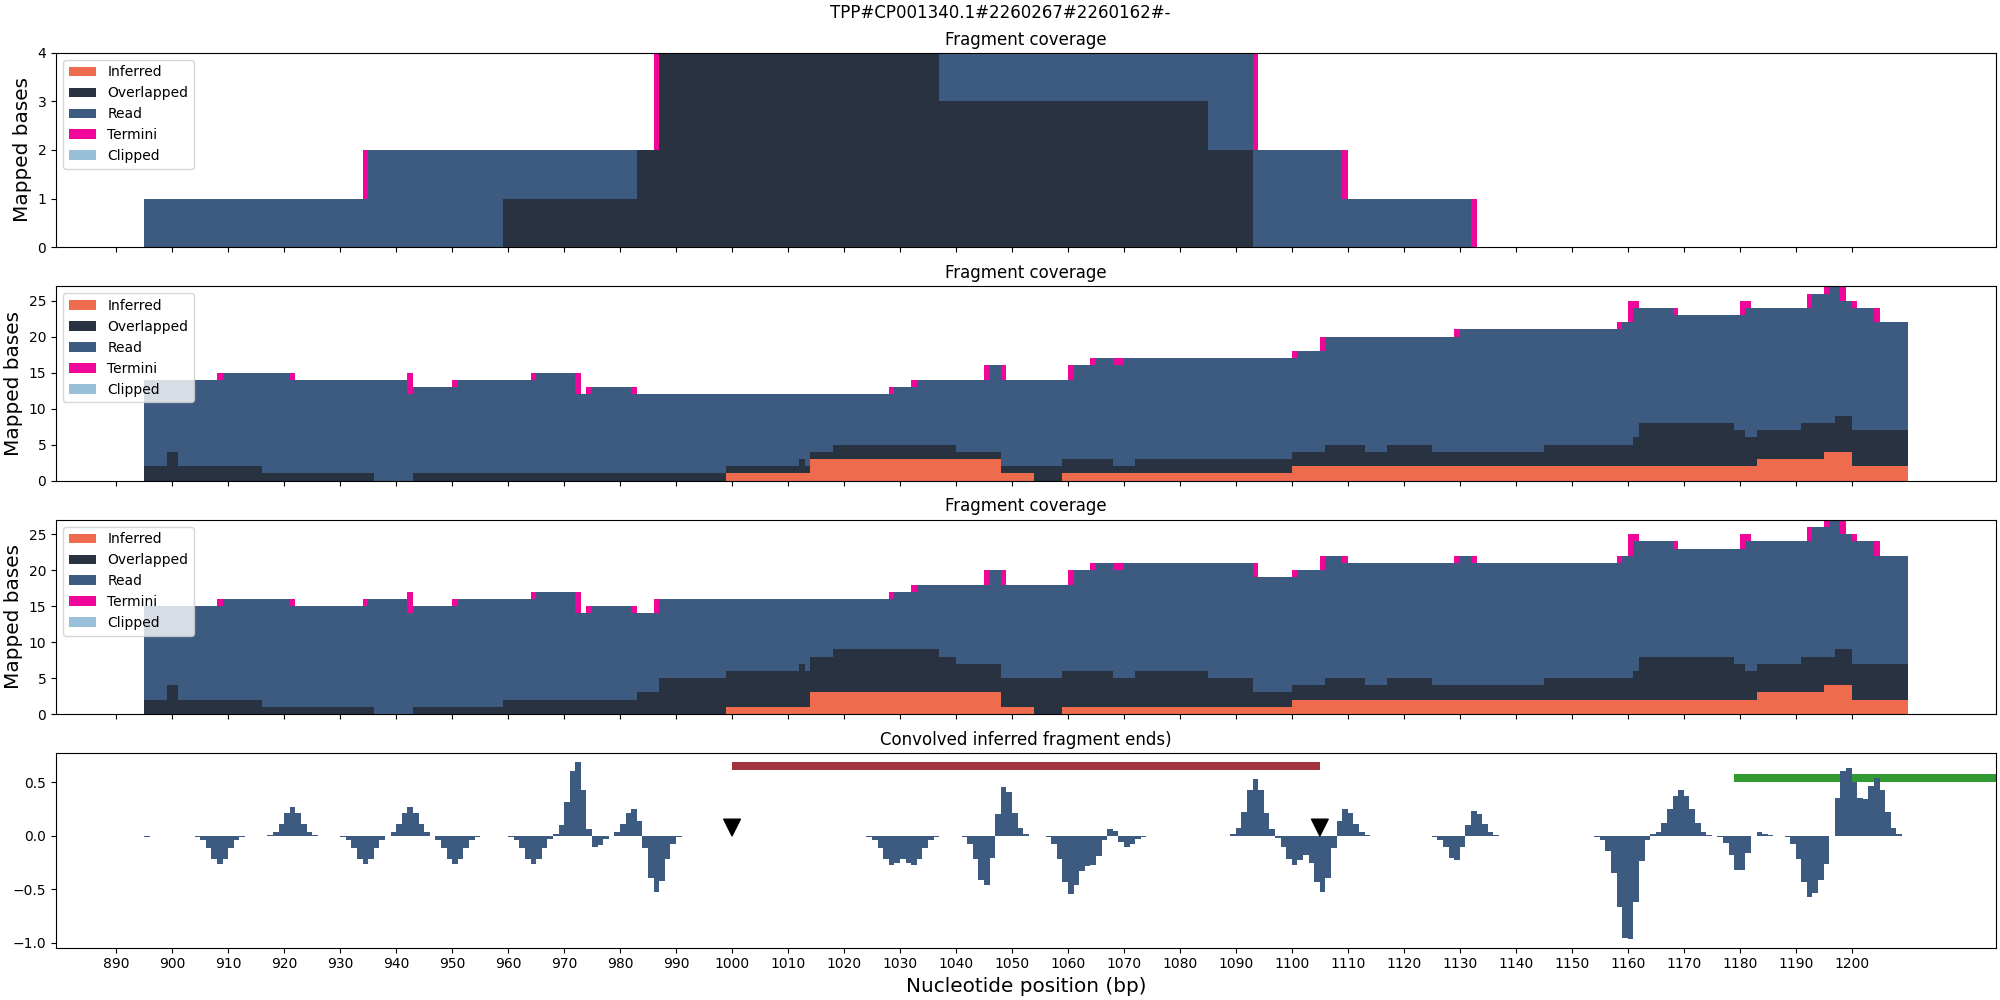 TPP#CP001340.1#2260267#2260162#-
Fragment coverage
Mapped bases
4
3
2
1
0
Inferred
Overlapped
Read
Termini
Clipped
Fragment coverage
Mapped bases
25
20
15
10
5
0
Inferred
Overlapped
Read
Termini
Clipped
Fragment coverage
Mapped bases
25
20
15
10
5
0
Inferred
Overlapped
Read
Termini
Clipped
Convolved inferred fragment ends)
0.5
0.0
−0.5
−1.0
890 900 910 920 930 940 950 960 970 980 990 1000 1010 1020 1030 1040 1050 1060 1070 1080 1090 1100 1110 1120 1130 1140 1150 1160 1170 1180 1190 1200
Nucleotide position (bp)